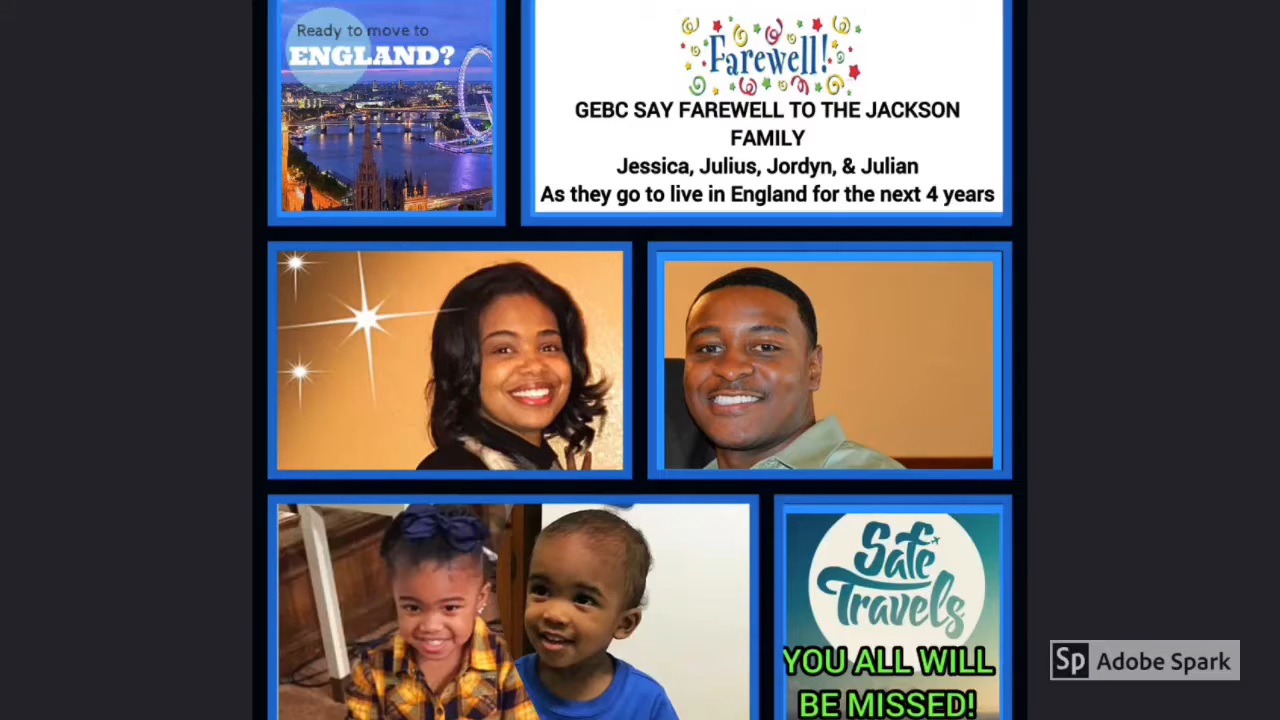 Ready to move to
ENGLAND?
Farewell!
GEBC SAY FAREWELL TO THE JACKSON
FAMILY
Jessica, Julius, Jordyn, & Julian
As they go to live in England for the next 4 years
Safe
Travels
YOU ALL WILL
BE MISSED!
Sp Adobe Spark